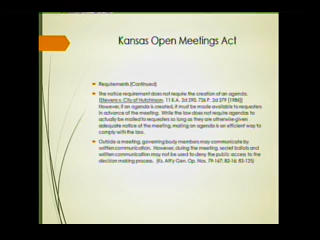 Kansas Open Meetings Act
Requirements (Continued)
The notice requirement does not require the creation of an agenda.
(Stevens v. City of Hutchinson, 11 K.A. 2d 290, 726 P. 2d 279 [1986])
However, if an agenda is created, it must be made available to requesters
in advance of the meeting. While the law does not require agendas to
actually be mailed to requesters so long as they are otherwise given
adequate notice of the meeting, mailing an agenda is an efficient way to
comply with the law.
Outside a meeting, governing body members may communicate by
written communication. However, during the meeting, secret ballots and
written communication may not be used to deny the public access to the
decision making process. (Ks. Att'y Gen. Op. Nos. 79-167; 82-16; 83-125)